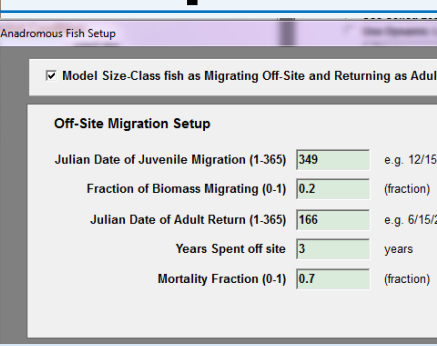 Anadromous Fish Setup
Model Size-Class fish as Migrating Off-Site and Returning as Adul
Off-Site Migration Setup
Julian Date of Juvenile Migration (1-365) 349 e.g. 12/15
Fraction of Biomass Migrating (0-1) 0.2 (fraction)
Julian Date of Adult Return (1-365) 166 e.g. 6/15/2
Years Spent off site 3 years
Mortality Fraction (0-1) 0.7 (fraction)